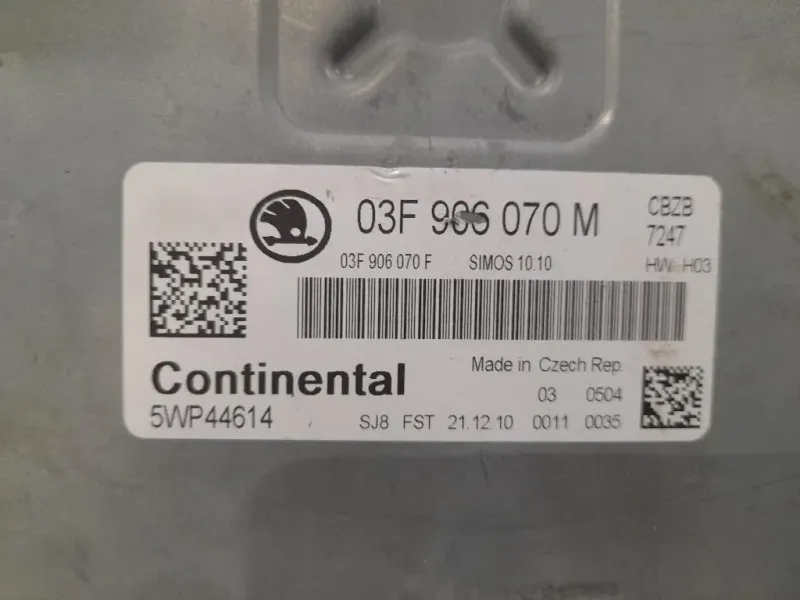 03F 906 070 M
CBZB
7247
03F 906 070 F SIMOS 10.10
HW: H03
Continental
Made in Czech Rep.
5WP44614
03 0504
SJ8 FST 21.12.10 0011 0035